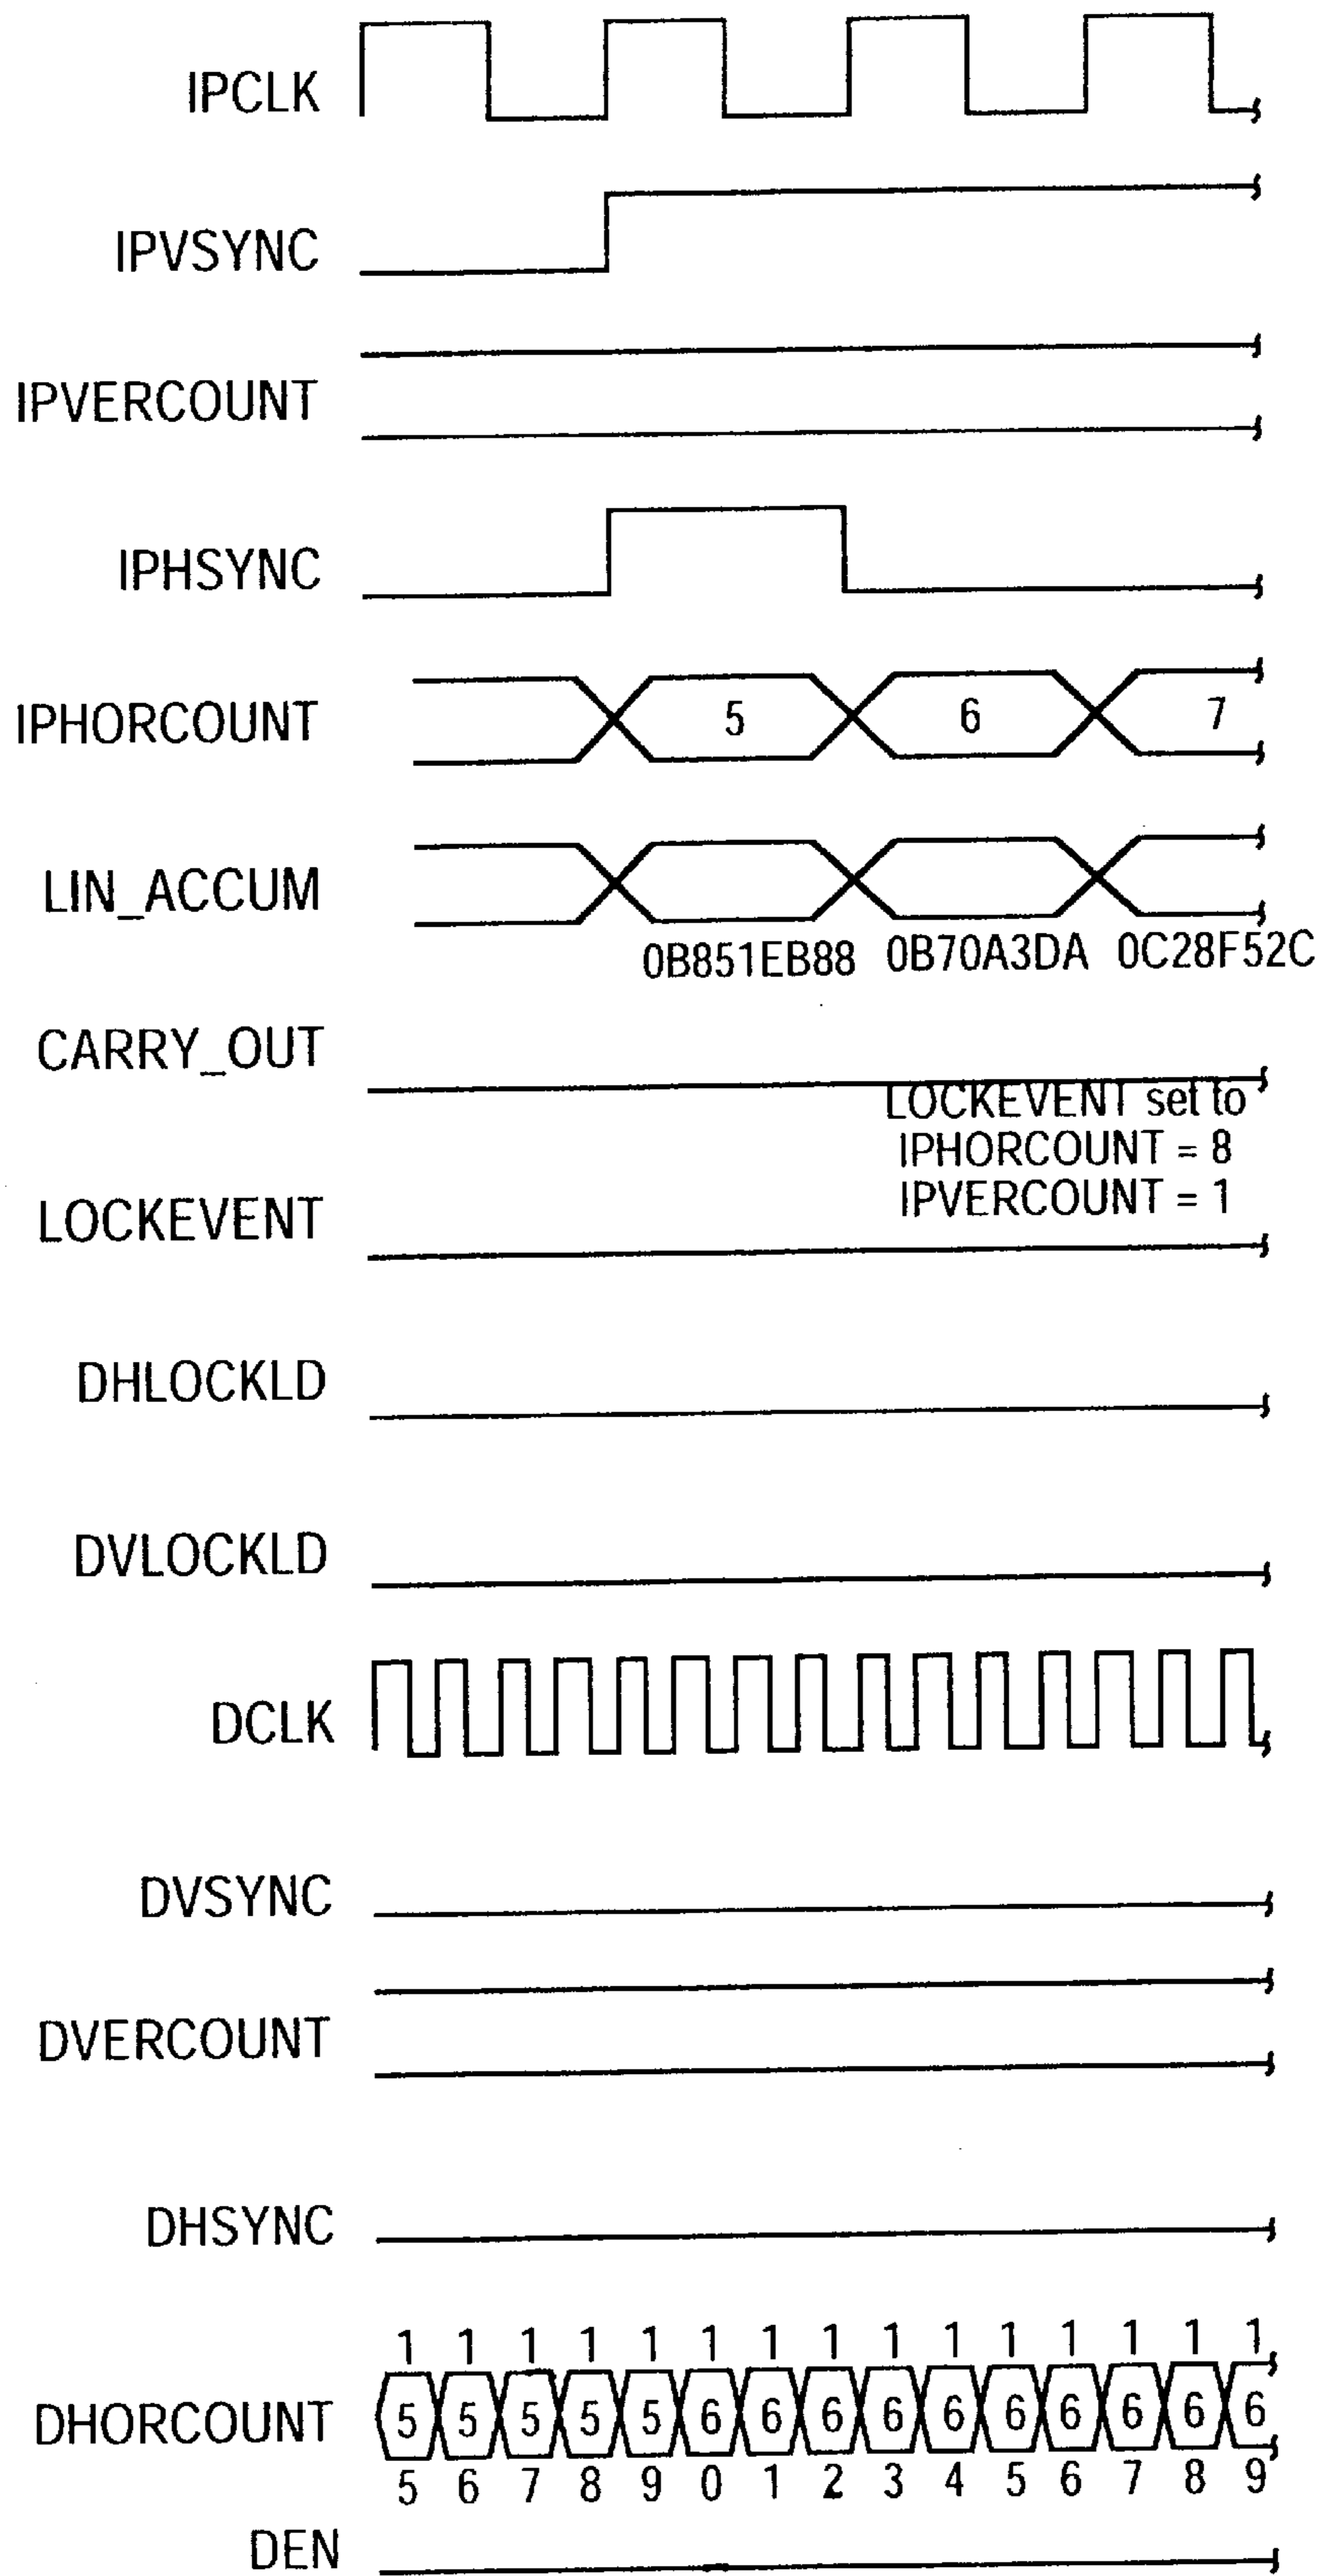 IPCLK
IPVSYNC
IPVERCOUNT
IPHSYNC
IPHORCOUNT
5 6 7
LIN_ACCUM
0B851EB88 0B70A3DA 0C28F52C
CARRY_OUT
LOCKEVENT set to
IPHORCOUNT = 8
IPVERCOUNT = 1
LOCKEVENT
DHLOCKLD
DVLOCKLD
DCLK
DVSYNC
DVERCOUNT
DHSYNC
1 1 1 1 1 1 1 1 1 1 1 1 1 1 1
DHORCOUNT 5 5 5 5 5 6 6 6 6 6 6 6 6 6 6
5 6 7 8 9 0 1 2 3 4 5 6 7 8 9
DEN